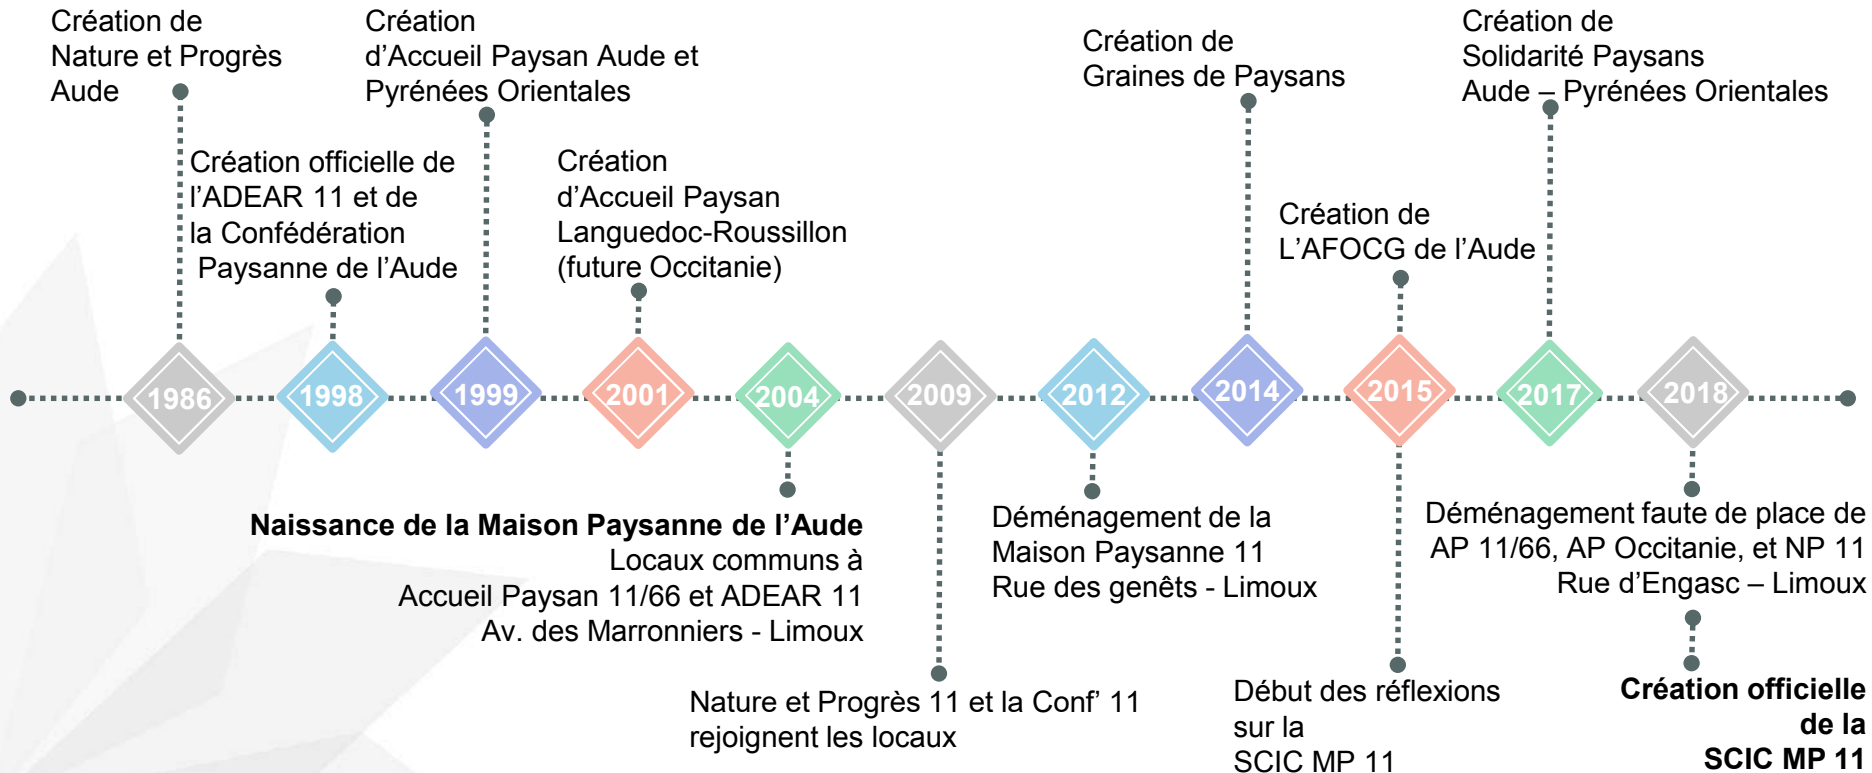 Création de
Nature et Progrès
Aude
Création
d’Accueil Paysan Aude et
Pyrénées Orientales
Création de
Graines de Paysans
Création de
Solidarité Paysans
Aude – Pyrénées Orientales
Création officielle de
l’ADEAR 11 et de
la Confédération
Paysanne de l’Aude
Création
d’Accueil Paysan
Languedoc-Roussillon
(future Occitanie)
Création de
L’AFOCG de l’Aude
1986
1998
1999
2001
2004
2009
2012
2014
2015
2017
2018
Naissance de la Maison Paysanne de l’Aude
Locaux communs à
Accueil Paysan 11/66 et ADEAR 11
Av. des Marronniers - Limoux
Nature et Progrès 11 et la Conf’ 11
rejoignent les locaux
Déménagement de la
Maison Paysanne 11
Rue des genêts - Limoux
Début des réflexions
sur la
SCIC MP 11
Déménagement faute de place de
AP 11/66, AP Occitanie, et NP 11
Rue d’Engasc – Limoux
Création officielle
de la
SCIC MP 11